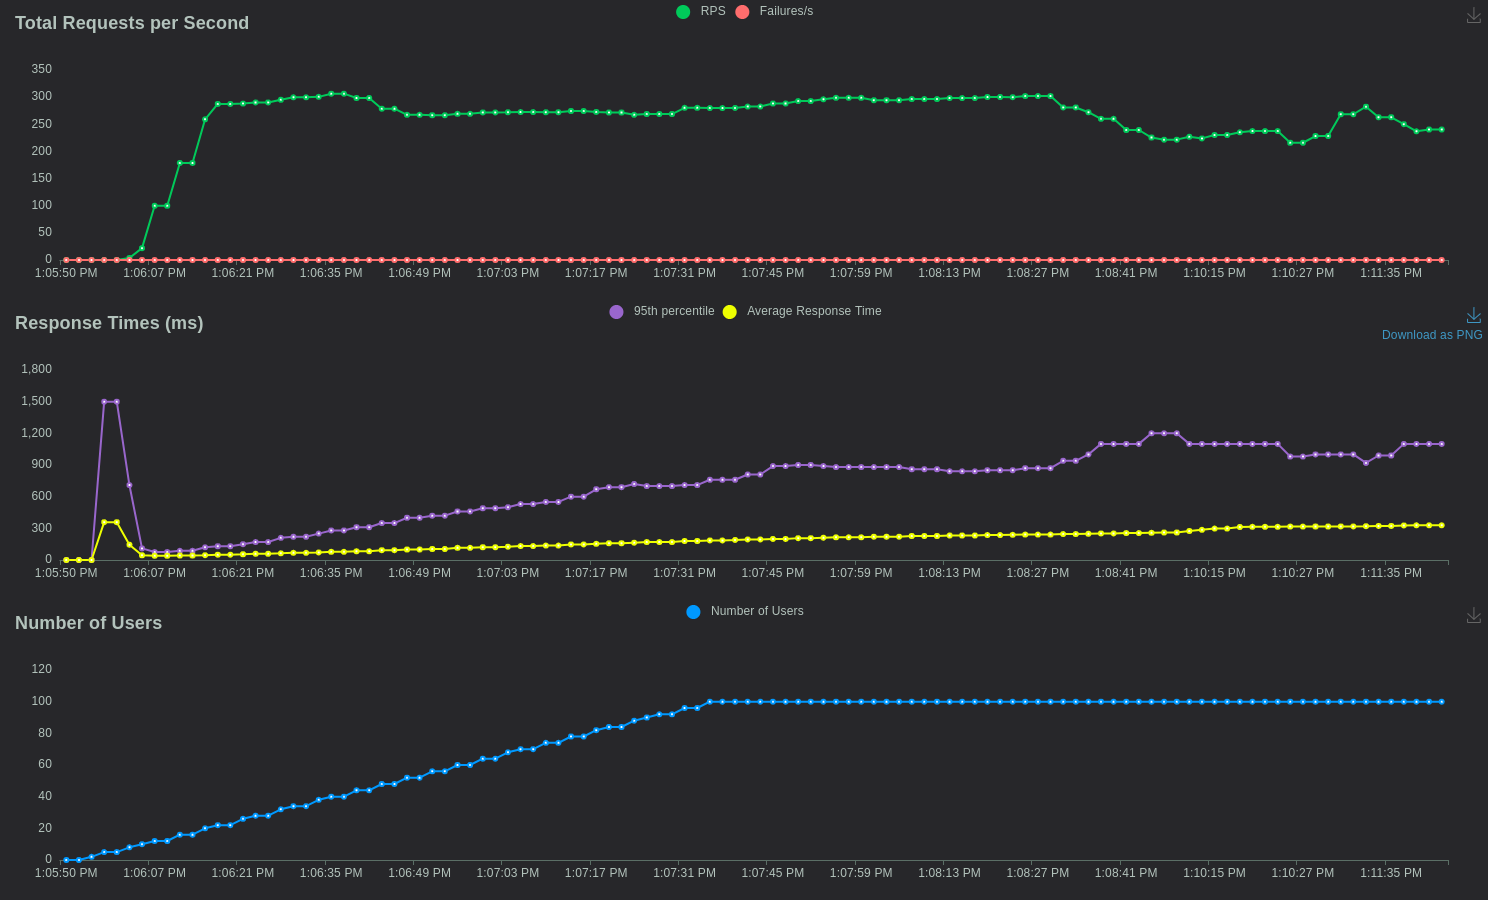 Total Requests per Second
RPS Failures/s
350
300
250
200
150
100
50
0
1:05:50 PM 1:06:07 PM 1:06:21 PM 1:06:35 PM 1:06:49 PM 1:07:03 PM 1:07:17 PM 1:07:31 PM 1:07:45 PM 1:07:59 PM 1:08:13 PM 1:08:27 PM 1:08:41 PM 1:10:15 PM 1:10:27 PM 1:11:35 PM
Response Times (ms)
95th percentile Average Response Time
Download as PNG
1,800
1,500
1,200
900
600
300
0
1:05:50 PM 1:06:07 PM 1:06:21 PM 1:06:35 PM 1:06:49 PM 1:07:03 PM 1:07:17 PM 1:07:31 PM 1:07:45 PM 1:07:59 PM 1:08:13 PM 1:08:27 PM 1:08:41 PM 1:10:15 PM 1:10:27 PM 1:11:35 PM
Number of Users
Number of Users
120
100
80
60
40
20
0
1:05:50 PM 1:06:07 PM 1:06:21 PM 1:06:35 PM 1:06:49 PM 1:07:03 PM 1:07:17 PM 1:07:31 PM 1:07:45 PM 1:07:59 PM 1:08:13 PM 1:08:27 PM 1:08:41 PM 1:10:15 PM 1:10:27 PM 1:11:35 PM